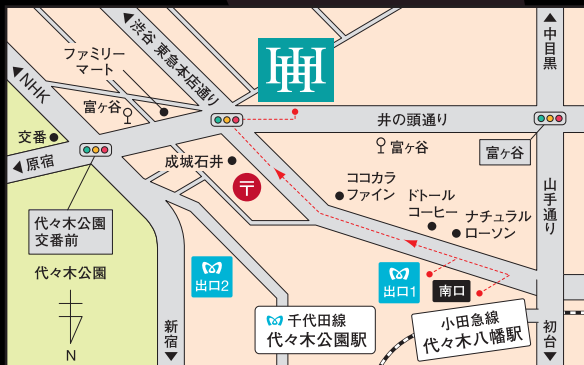 渋谷 東急本店通り
中目黒
ファミリー
マート
NHK
富ヶ谷
交番
原宿
井の頭通り
富ヶ谷
富ヶ谷
成城石井
〒
ココカラ
ファイン
ドトール
コーヒー
ナチュラル
ローソン
山手通り
代々木公園
交番前
代々木公園
出口2
出口1
南口
千代田線
代々木公園駅
小田急線
代々木八幡駅
新宿
初台
N